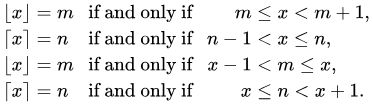 ⌊x⌋ = m if and only if m ≤ x < m + 1,
⌈x⌉ = n if and only if n − 1 < x ≤ n,
⌊x⌋ = m if and only if x − 1 < m ≤ x,
⌈x⌉ = n if and only if x ≤ n < x + 1.